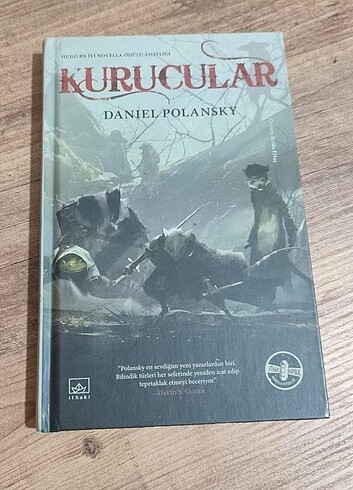 HUGO EN İYİ NOVELLA ÖDÜLÜ ADAYLIĞI
KURUCULAR
DANIEL POLANSKY
"Polansky en sevdiğim yeni yazarlardan biri.
Bilindik türleri her seferinde yeniden icat edip
tepetaklak etmeyi beceriyor."
–DAVID S. GOYER
ithaki